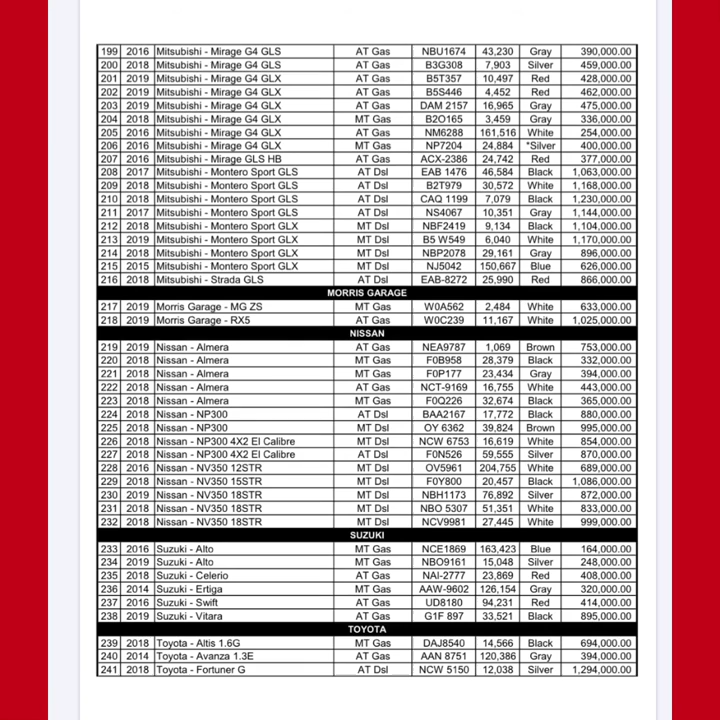 199 2016 Mitsubishi - Mirage G4 GLS AT Gas NBU1674 43,230 Gray 390,000.00
200 2018 Mitsubishi - Mirage G4 GLS AT Gas B3G308 7,903 Silver 459,000.00
201 2019 Mitsubishi - Mirage G4 GLX AT Gas B5T357 10,497 Red 428,000.00
202 2019 Mitsubishi - Mirage G4 GLX AT Gas B5S446 4,452 Red 462,000.00
203 2019 Mitsubishi - Mirage G4 GLX AT Gas DAM 2157 16,965 Gray 475,000.00
204 2018 Mitsubishi - Mirage G4 GLX MT Gas B2O165 3,459 Gray 336,000.00
205 2016 Mitsubishi - Mirage G4 GLX AT Gas NM6288 161,516 White 254,000.00
206 2016 Mitsubishi - Mirage G4 GLX MT Gas NP7204 24,884 *Silver 400,000.00
207 2016 Mitsubishi - Mirage GLS HB AT Gas ACX-2386 24,742 Red 377,000.00
208 2017 Mitsubishi - Montero Sport GLS AT Dsl EAB 1476 46,584 Black 1,063,000.00
209 2018 Mitsubishi - Montero Sport GLS AT Dsl B2T979 30,572 White 1,168,000.00
210 2018 Mitsubishi - Montero Sport GLS AT Dsl CAQ 1199 7,079 Black 1,230,000.00
211 2017 Mitsubishi - Montero Sport GLS AT Dsl NS4067 10,351 Gray 1,144,000.00
212 2018 Mitsubishi - Montero Sport GLX MT Dsl NBF2419 9,134 Black 1,104,000.00
213 2019 Mitsubishi - Montero Sport GLX MT Dsl B5 W549 6,040 White 1,170,000.00
214 2018 Mitsubishi - Montero Sport GLX MT Dsl NBP2078 29,161 Gray 896,000.00
215 2015 Mitsubishi - Montero Sport GLX MT Dsl NJ5042 150,667 Blue 626,000.00
216 2018 Mitsubishi - Strada GLS AT Dsl EAB-8272 25,990 Red 866,000.00
MORRIS GARAGE
217 2019 Morris Garage - MG ZS MT Gas W0A562 2,484 White 633,000.00
218 2019 Morris Garage - RX5 AT Gas W0C239 11,167 White 1,025,000.00
NISSAN
219 2019 Nissan - Almera AT Gas NEA9787 1,069 Brown 753,000.00
220 2018 Nissan - Almera MT Gas F0B958 28,379 Black 332,000.00
221 2018 Nissan - Almera MT Gas F0P177 23,434 Gray 394,000.00
222 2018 Nissan - Almera AT Gas NCT-9169 16,755 White 443,000.00
223 2018 Nissan - Almera MT Gas F0Q226 32,674 Black 365,000.00
224 2018 Nissan - NP300 AT Dsl BAA2167 17,772 Black 880,000.00
225 2018 Nissan - NP300 MT Dsl OY 6362 39,824 Brown 995,000.00
226 2018 Nissan - NP300 4X2 El Calibre MT Dsl NCW 6753 16,619 White 854,000.00
227 2018 Nissan - NP300 4X2 El Calibre AT Dsl F0N526 59,555 Silver 870,000.00
228 2016 Nissan - NV350 12STR MT Dsl OV5961 204,755 White 689,000.00
229 2018 Nissan - NV350 15STR MT Dsl F0Y800 20,457 Black 1,086,000.00
230 2019 Nissan - NV350 18STR MT Dsl NBH1173 76,892 Silver 872,000.00
231 2018 Nissan - NV350 18STR MT Dsl NBO 5307 51,351 White 833,000.00
232 2018 Nissan - NV350 18STR MT Dsl NCV9981 27,445 White 999,000.00
SUZUKI
233 2016 Suzuki - Alto MT Gas NCE1869 163,423 Blue 164,000.00
234 2019 Suzuki - Alto MT Gas NBO9161 15,048 Silver 248,000.00
235 2018 Suzuki - Celerio AT Gas NAI-2777 23,869 Red 408,000.00
236 2014 Suzuki - Ertiga MT Gas AAW-9602 126,154 Gray 320,000.00
237 2016 Suzuki - Swift AT Gas UD8180 94,231 Red 414,000.00
238 2019 Suzuki - Vitara AT Gas G1F 897 33,521 Black 895,000.00
TOYOTA
239 2018 Toyota - Altis 1.6G MT Gas DAJ8540 14,566 Black 694,000.00
240 2014 Toyota - Avanza 1.3E AT Gas AAN 8751 120,386 Gray 394,000.00
241 2018 Toyota - Fortuner G AT Dsl NCW 5150 12,038 Silver 1,294,000.00